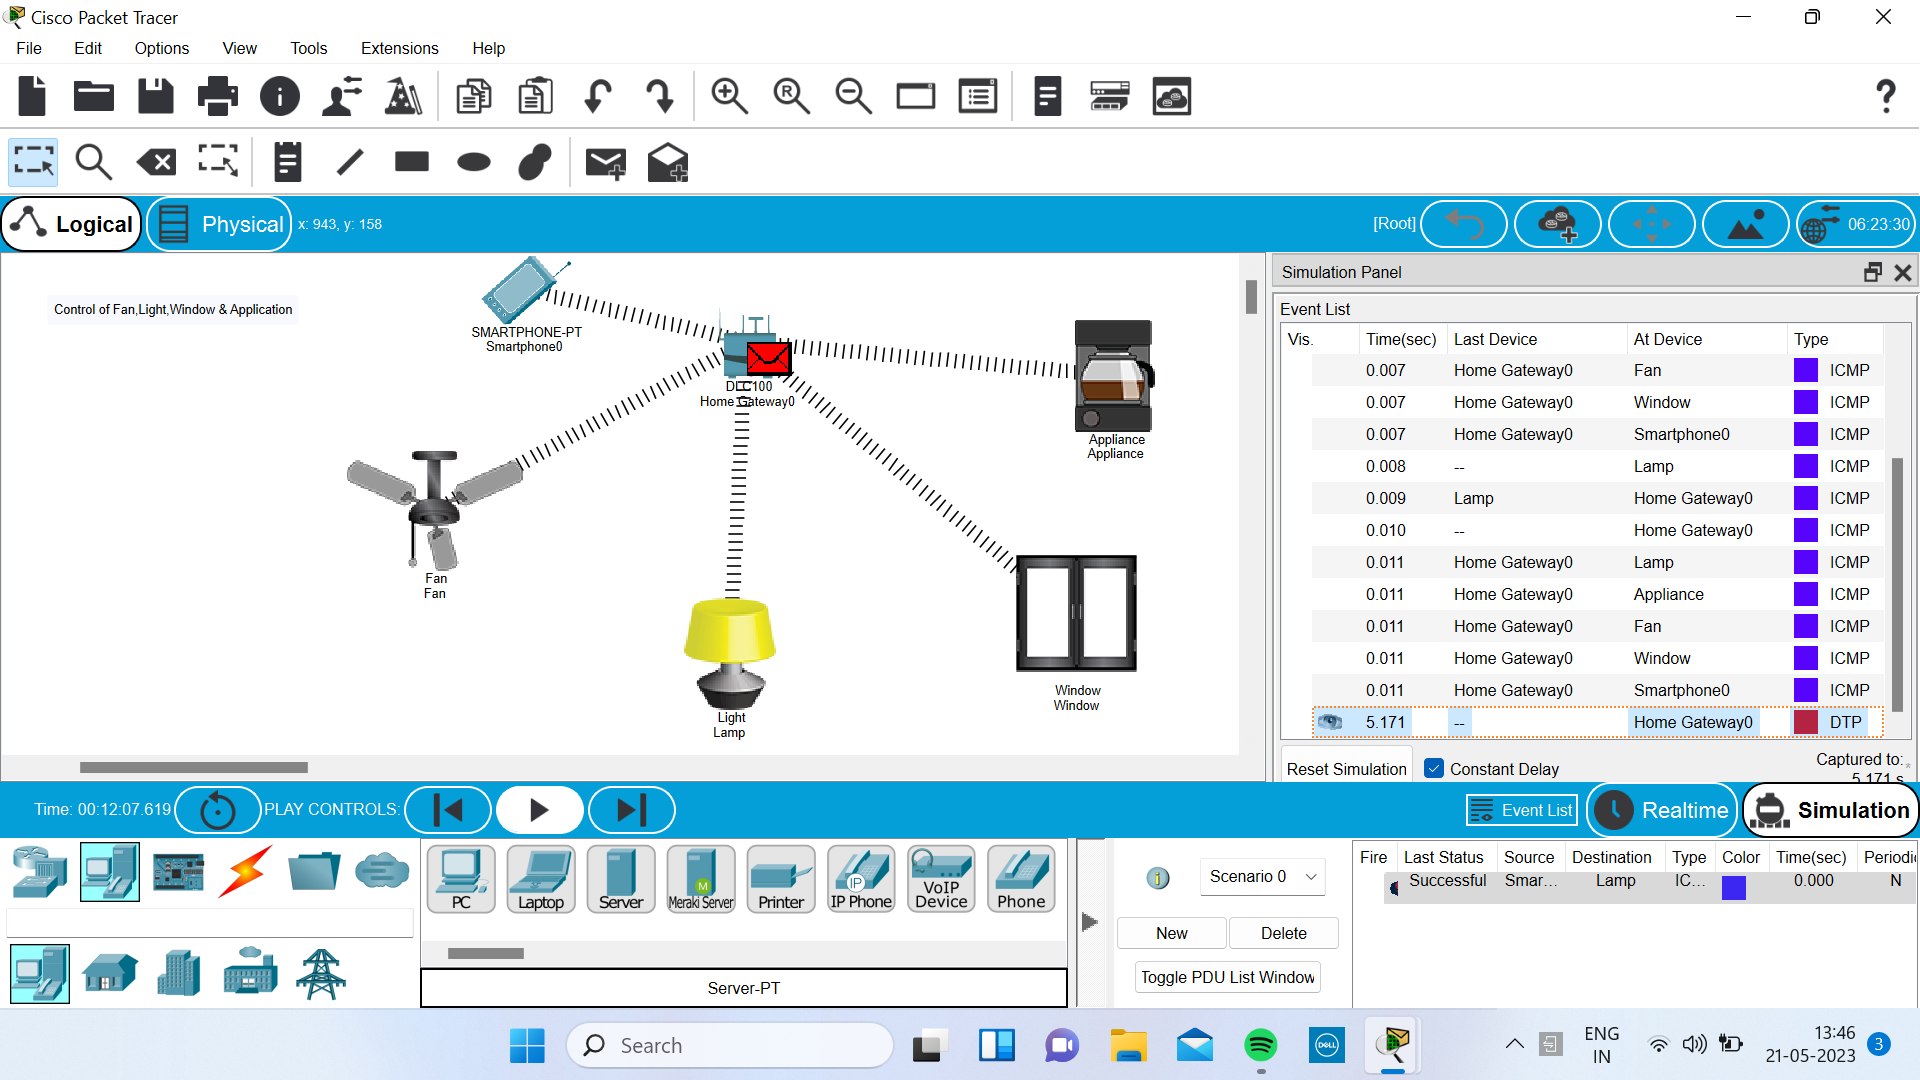 Cisco Packet Tracer
File Edit Options View Tools Extensions Help
Logical Physical x: 943, y: 158 [Root] 06:23:30
Control of Fan,Light,Window & Application
SMARTPHONE-PT
Smartphone0
DLC100
Home Gateway0
Appliance
Appliance
Fan
Fan
Light
Lamp
Window
Window
Simulation Panel
Event List
Vis. Time(sec) Last Device At Device Type
0.007 Home Gateway0 Fan ICMP
0.007 Home Gateway0 Window ICMP
0.007 Home Gateway0 Smartphone0 ICMP
0.008 -- Lamp ICMP
0.009 Lamp Home Gateway0 ICMP
0.010 -- Home Gateway0 ICMP
0.011 Home Gateway0 Lamp ICMP
0.011 Home Gateway0 Appliance ICMP
0.011 Home Gateway0 Fan ICMP
0.011 Home Gateway0 Window ICMP
0.011 Home Gateway0 Smartphone0 ICMP
5.171 -- Home Gateway0 DTP
Reset Simulation Constant Delay Captured to:*
5.171 s
Time: 00:12:07.619 PLAY CONTROLS: Event List Realtime Simulation
PC Laptop Server Meraki Server Printer IP Phone VoIP Device Phone
Server-PT
Scenario 0
New Delete
Toggle PDU List Window
Fire Last Status Source Destination Type Color Time(sec) Periodic
Successful Smar... Lamp IC... 0.000 N
Search
ENG
IN
13:46
21-05-2023
3